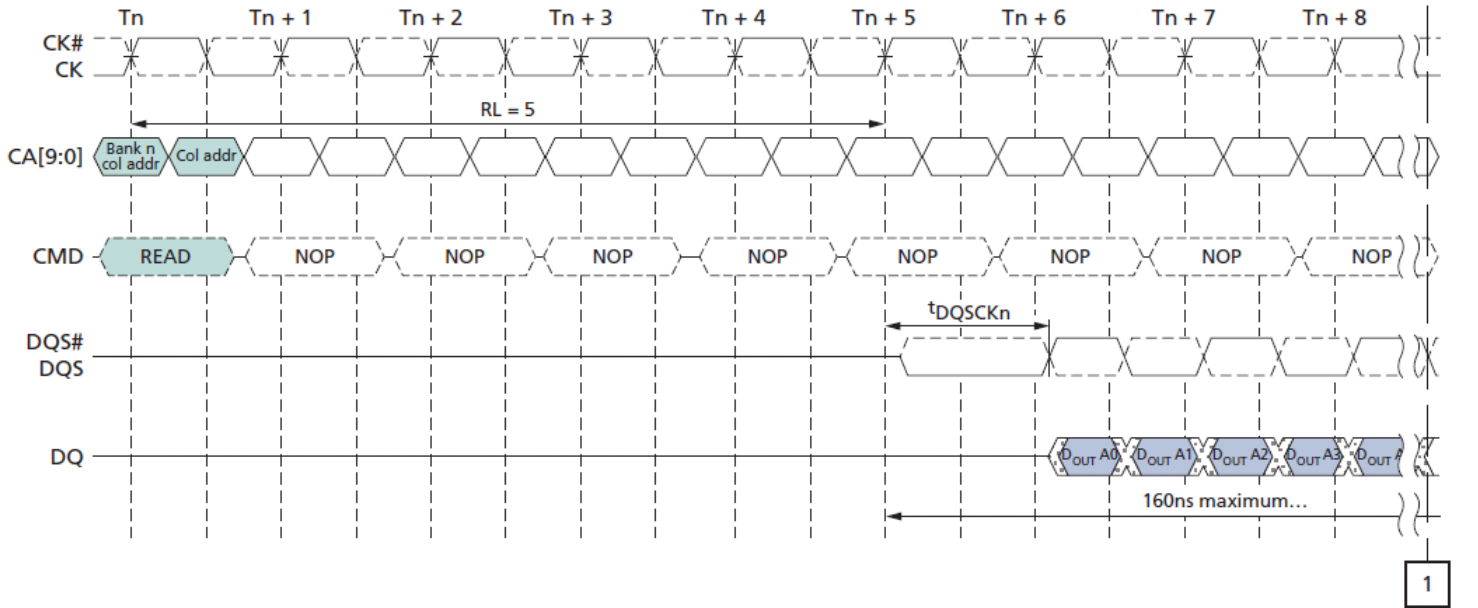 Tn Tn + 1 Tn + 2 Tn + 3 Tn + 4 Tn + 5 Tn + 6 Tn + 7 Tn + 8
CK#
CK
RL = 5
CA[9:0] Bank n col addr Col addr
CMD READ NOP NOP NOP NOP NOP NOP NOP NOP
tDQSCKn
DQS#
DQS
DQ DOUT A0 DOUT A1 DOUT A2 DOUT A3 DOUT A
160ns maximum…
1